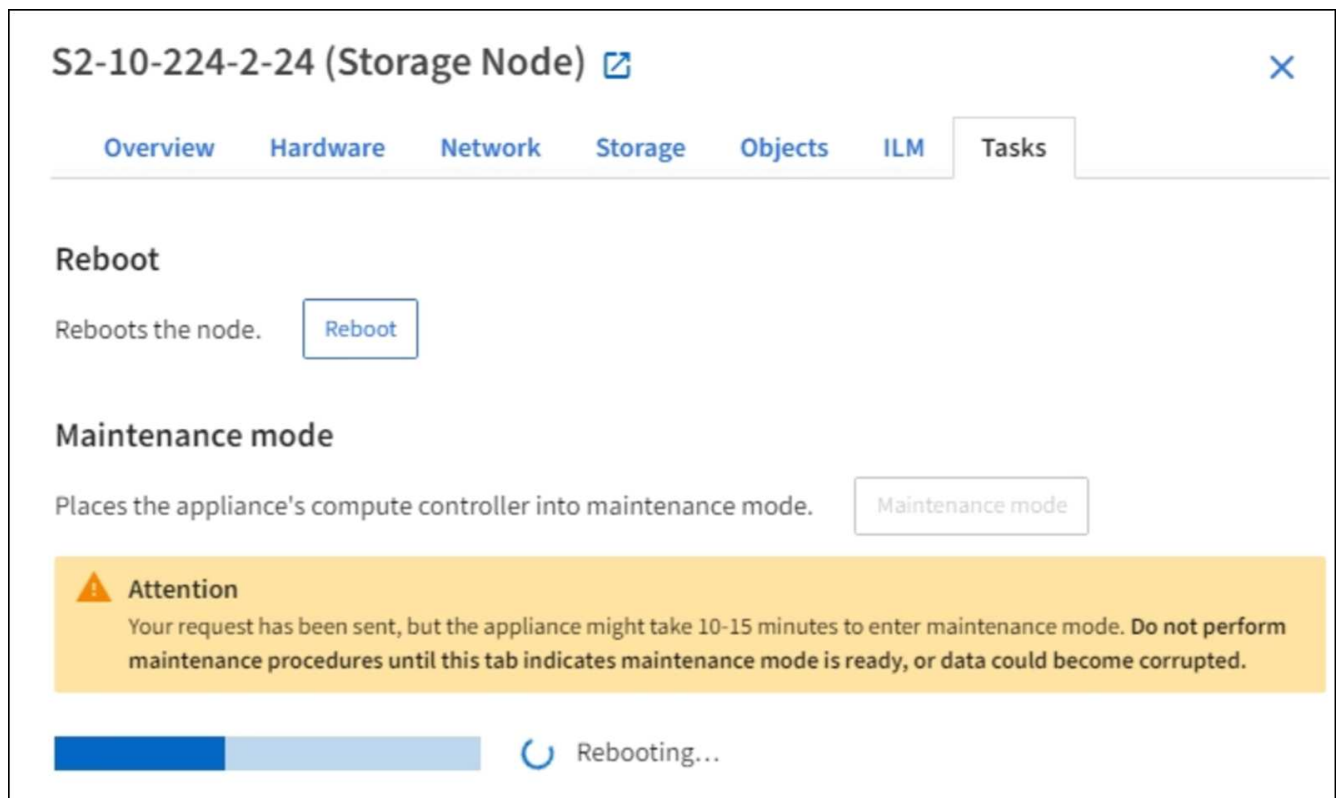 S2-10-224-2-24 (Storage Node)
Overview Hardware Network Storage Objects ILM Tasks
Reboot
Reboots the node. Reboot
Maintenance mode
Places the appliance's compute controller into maintenance mode. Maintenance mode
Attention
Your request has been sent, but the appliance might take 10-15 minutes to enter maintenance mode. Do not perform
maintenance procedures until this tab indicates maintenance mode is ready, or data could become corrupted.
Rebooting...